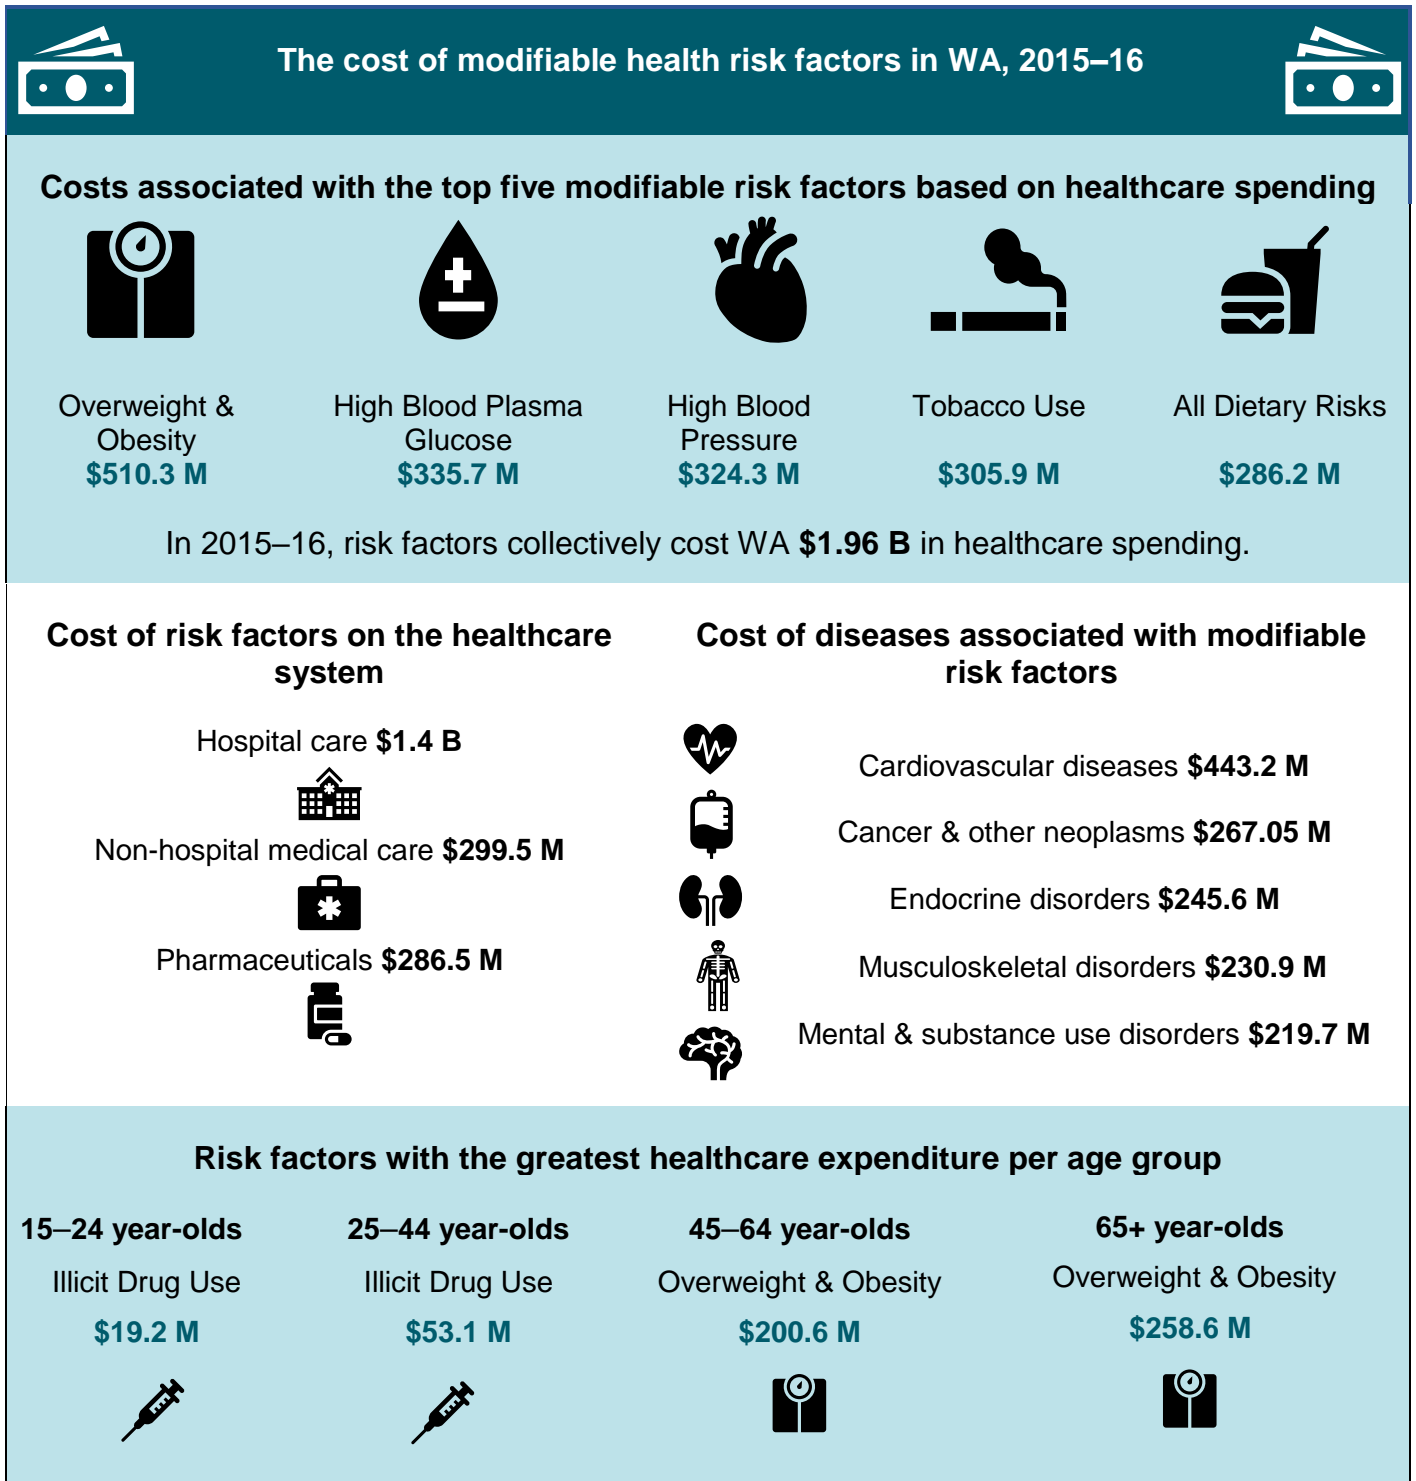 The cost of modifiable health risk factors in WA, 2015–16
Costs associated with the top five modifiable risk factors based on healthcare spending
Overweight &
Obesity
$510.3 M
High Blood Plasma
Glucose
$335.7 M
High Blood
Pressure
$324.3 M
Tobacco Use
$305.9 M
All Dietary Risks
$286.2 M
In 2015–16, risk factors collectively cost WA $1.96 B in healthcare spending.
Cost of risk factors on the healthcare
system
Hospital care $1.4 B
Non-hospital medical care $299.5 M
Pharmaceuticals $286.5 M
Cost of diseases associated with modifiable
risk factors
Cardiovascular diseases $443.2 M
Cancer & other neoplasms $267.05 M
Endocrine disorders $245.6 M
Musculoskeletal disorders $230.9 M
Mental & substance use disorders $219.7 M
Risk factors with the greatest healthcare expenditure per age group
15–24 year-olds
Illicit Drug Use
$19.2 M
25–44 year-olds
Illicit Drug Use
$53.1 M
45–64 year-olds
Overweight & Obesity
$200.6 M
65+ year-olds
Overweight & Obesity
$258.6 M